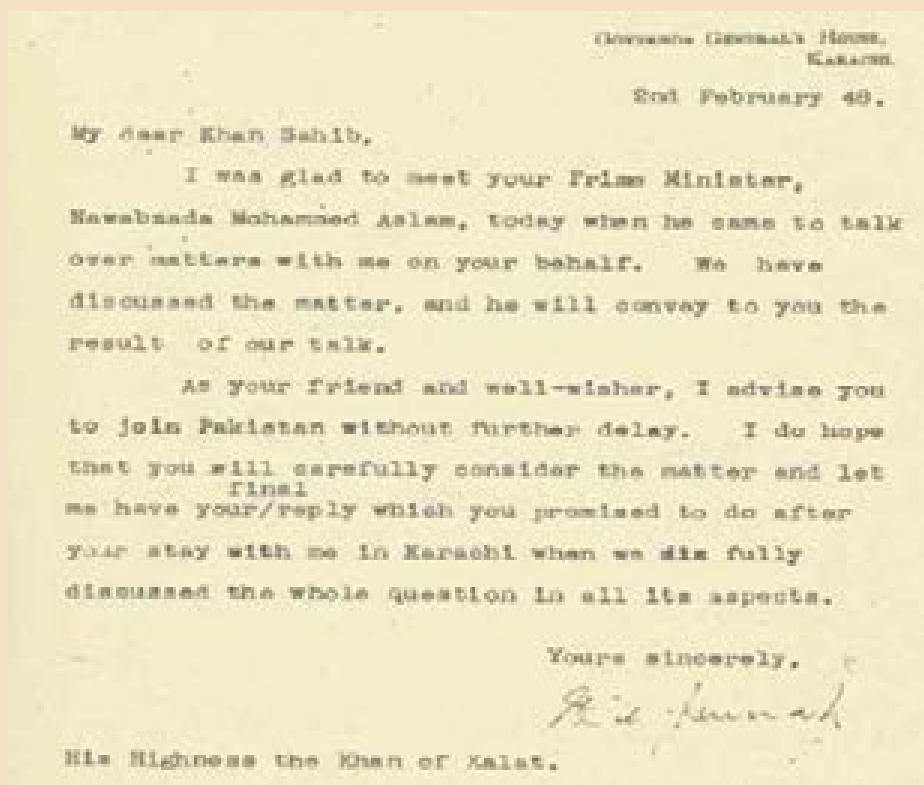 Governor General's House,
Karachi.
2nd February 48.
My dear Khan Sahib,
I was glad to meet your Prime Minister,
Nawabzada Mohammed Aslam, today when he came to talk
over matters with me on your behalf. We have
discussed the matter, and he will convey to you the
result of our talk.
As your friend and well-wisher, I advise you
to join Pakistan without further delay. I do hope
that you will carefully consider the matter and let
final
me have your/reply which you promised to do after
your stay with me in Karachi when we dis fully
discussed the whole question in all its aspects.
Yours sincerely,
Jinnah
His Highness the Khan of Kalat.